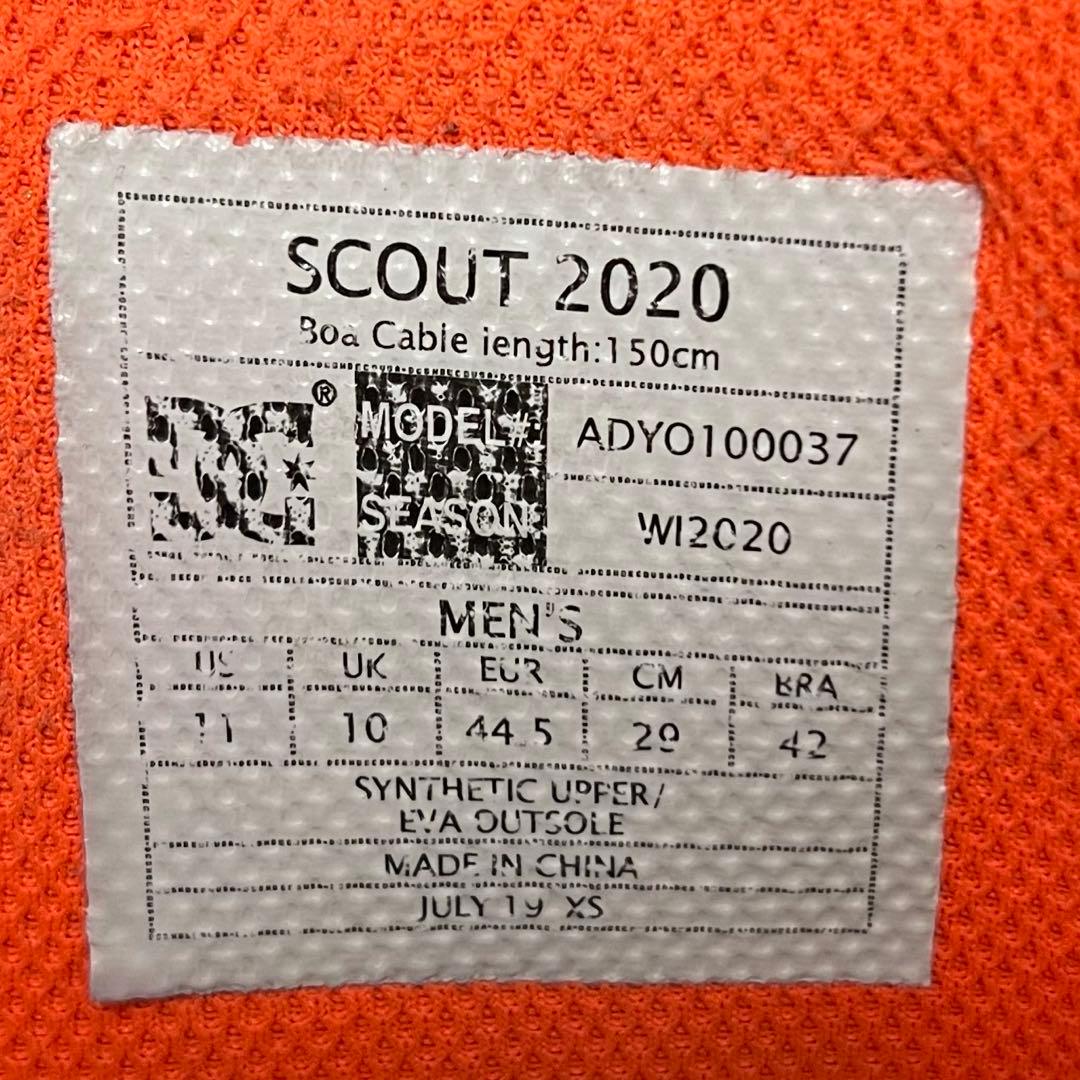 SCOUT 2020
Boa Cable length:150cm
DC ® MODEL# ADYO100037
SEASON WI2020
MEN'S
US UK EUR CM BRA
11 10 44.5 29 42
SYNTHETIC UPPER/
EVA OUTSOLE
MADE IN CHINA
JULY 19 XS